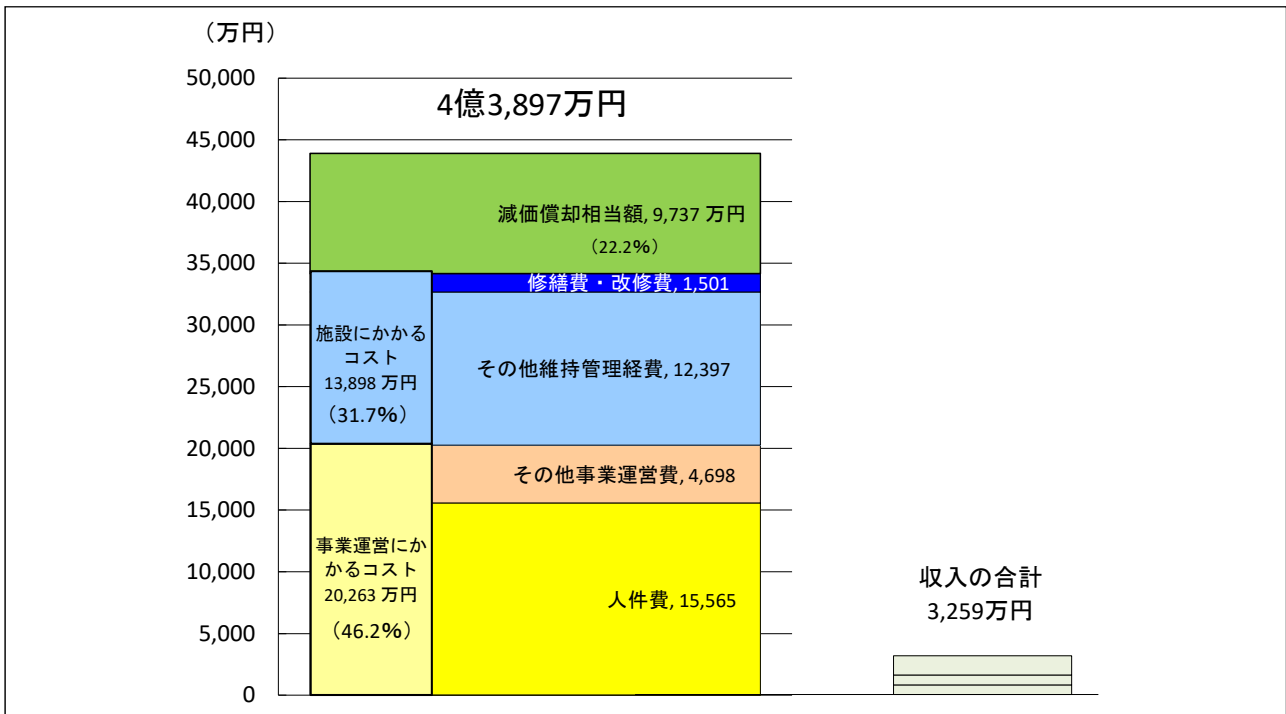 （万円）
50,000
45,000
40,000
35,000
30,000
25,000
20,000
15,000
10,000
5,000
0
4億3,897万円
減価償却相当額, 9,737 万円
（22.2%）
修繕費・改修費, 1,501
施設にかかる
コスト
13,898 万円
（31.7%）
その他維持管理経費, 12,397
その他事業運営費, 4,698
事業運営にか
かるコスト
20,263 万円
（46.2%）
人件費, 15,565
収入の合計
3,259万円